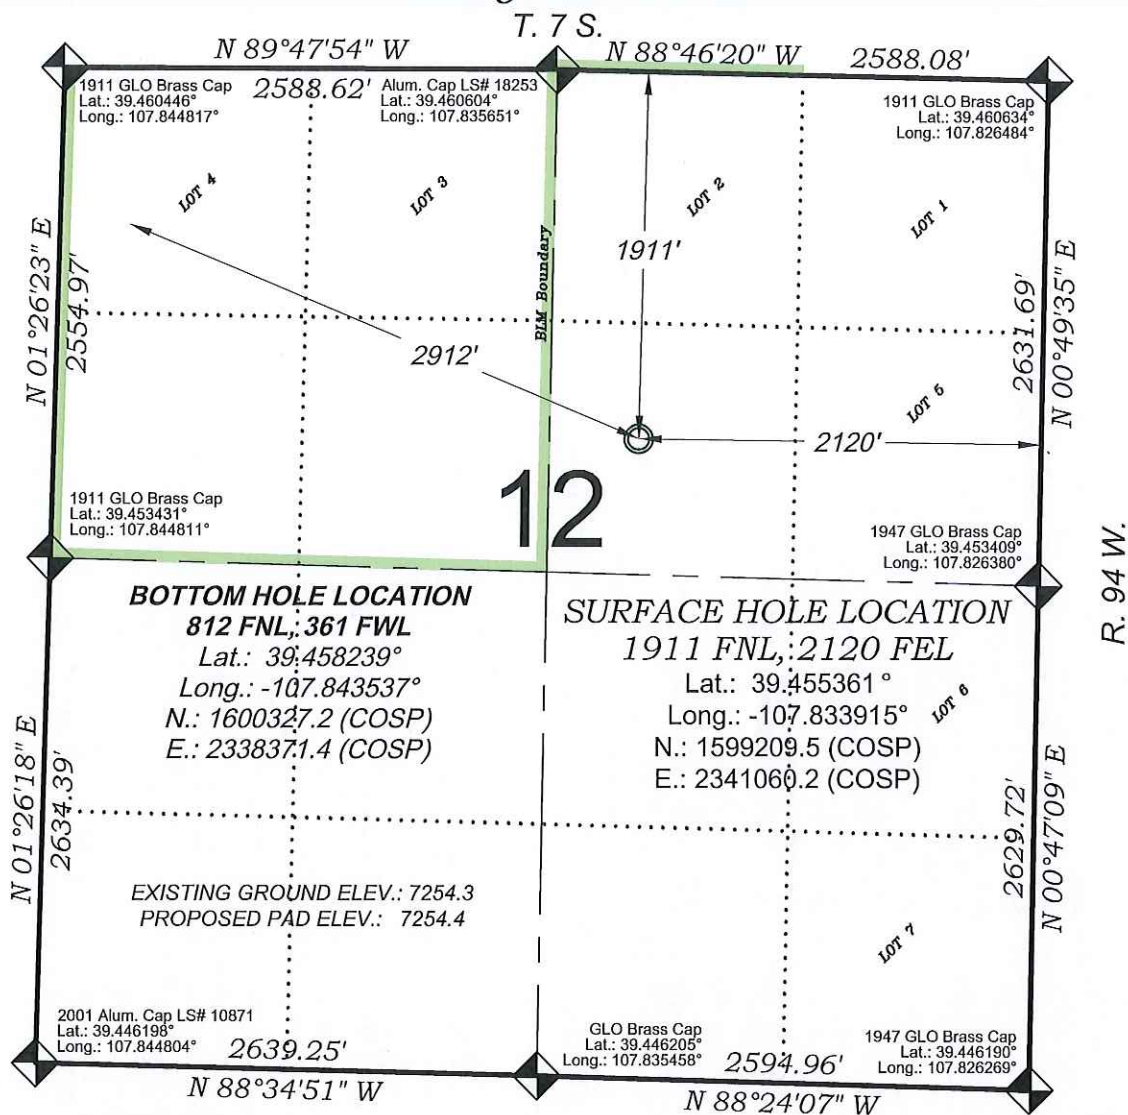 T. 7 S.
N 89°47'54" W
N 88°46'20" W
2588.08'
1911 GLO Brass Cap
Lat.: 39.460446°
Long.: 107.844817°
2588.62'
Alum. Cap LS# 18253
Lat.: 39.460604°
Long.: 107.835651°
1911 GLO Brass Cap
Lat.: 39.460634°
Long.: 107.826484°
LOT 4
LOT 3
LOT 2
LOT 1
N 01°26'23" E
2554.97'
BLM Boundary
1911'
2631.69'
N 00°49'35" E
2912'
LOT 5
2120'
12
1911 GLO Brass Cap
Lat.: 39.453431°
Long.: 107.844811°
1947 GLO Brass Cap
Lat.: 39.453409°
Long.: 107.826380°
R. 94 W.
BOTTOM HOLE LOCATION
812 FNL, 361 FWL
Lat.: 39.458239°
Long.: -107.843537°
N.: 1600327.2 (COSP)
E.: 2338371.4 (COSP)
SURFACE HOLE LOCATION
1911 FNL, 2120 FEL
Lat.: 39.455361°
Long.: -107.833915°
N.: 1599209.5 (COSP)
E.: 2341060.2 (COSP)
LOT 6
N 01°26'18" E
2634.39'
2629.72'
N 00°47'09" E
EXISTING GROUND ELEV.: 7254.3
PROPOSED PAD ELEV.: 7254.4
LOT 7
2001 Alum. Cap LS# 10871
Lat.: 39.446198°
Long.: 107.844804°
2639.25'
GLO Brass Cap
Lat.: 39.446205°
Long.: 107.835458°
2594.96'
1947 GLO Brass Cap
Lat.: 39.446190°
Long.: 107.826269°
N 88°34'51" W
N 88°24'07" W